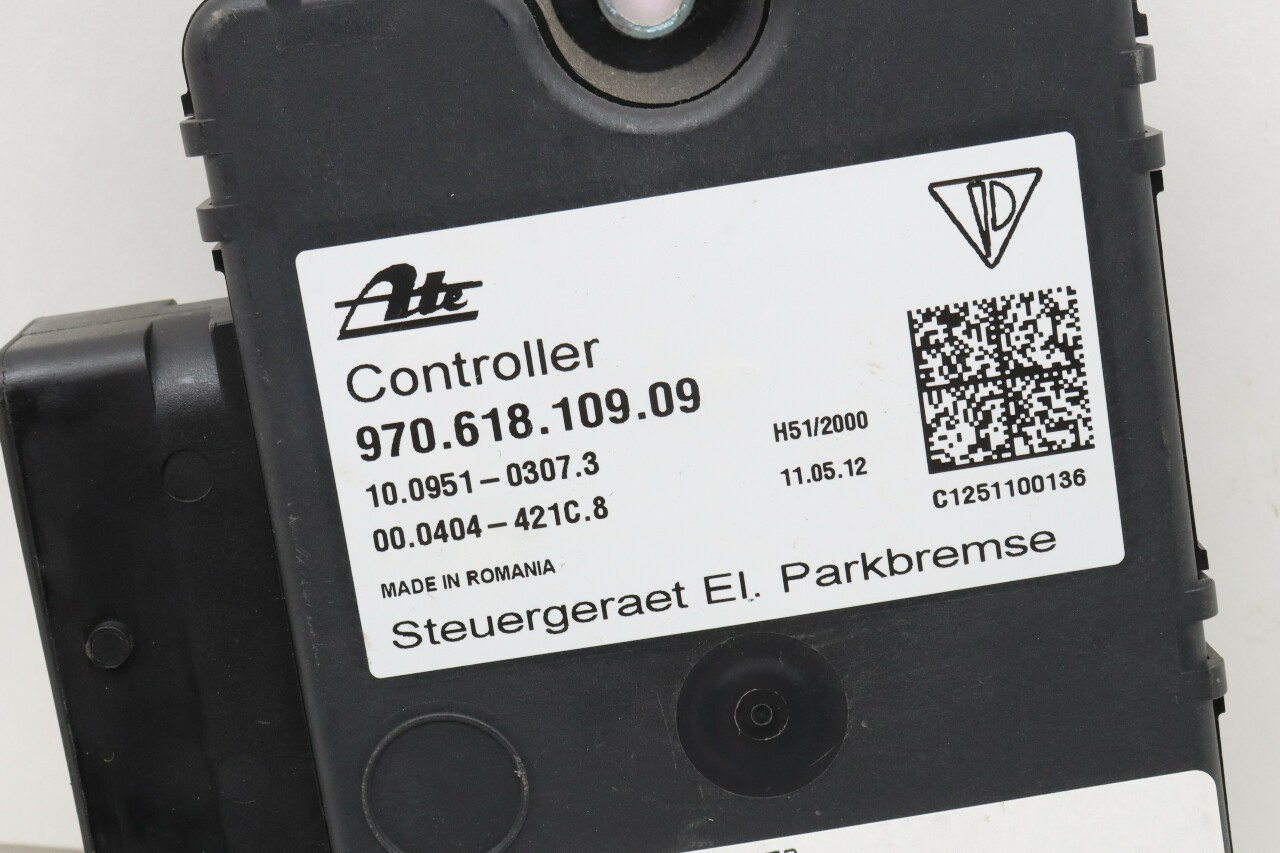 Ate
Controller
970.618.109.09
10.0951-0307.3
H51/2000
00.0404-421C.8
11.05.12
C1251100136
MADE IN ROMANIA
Steuergeraet El. Parkbremse